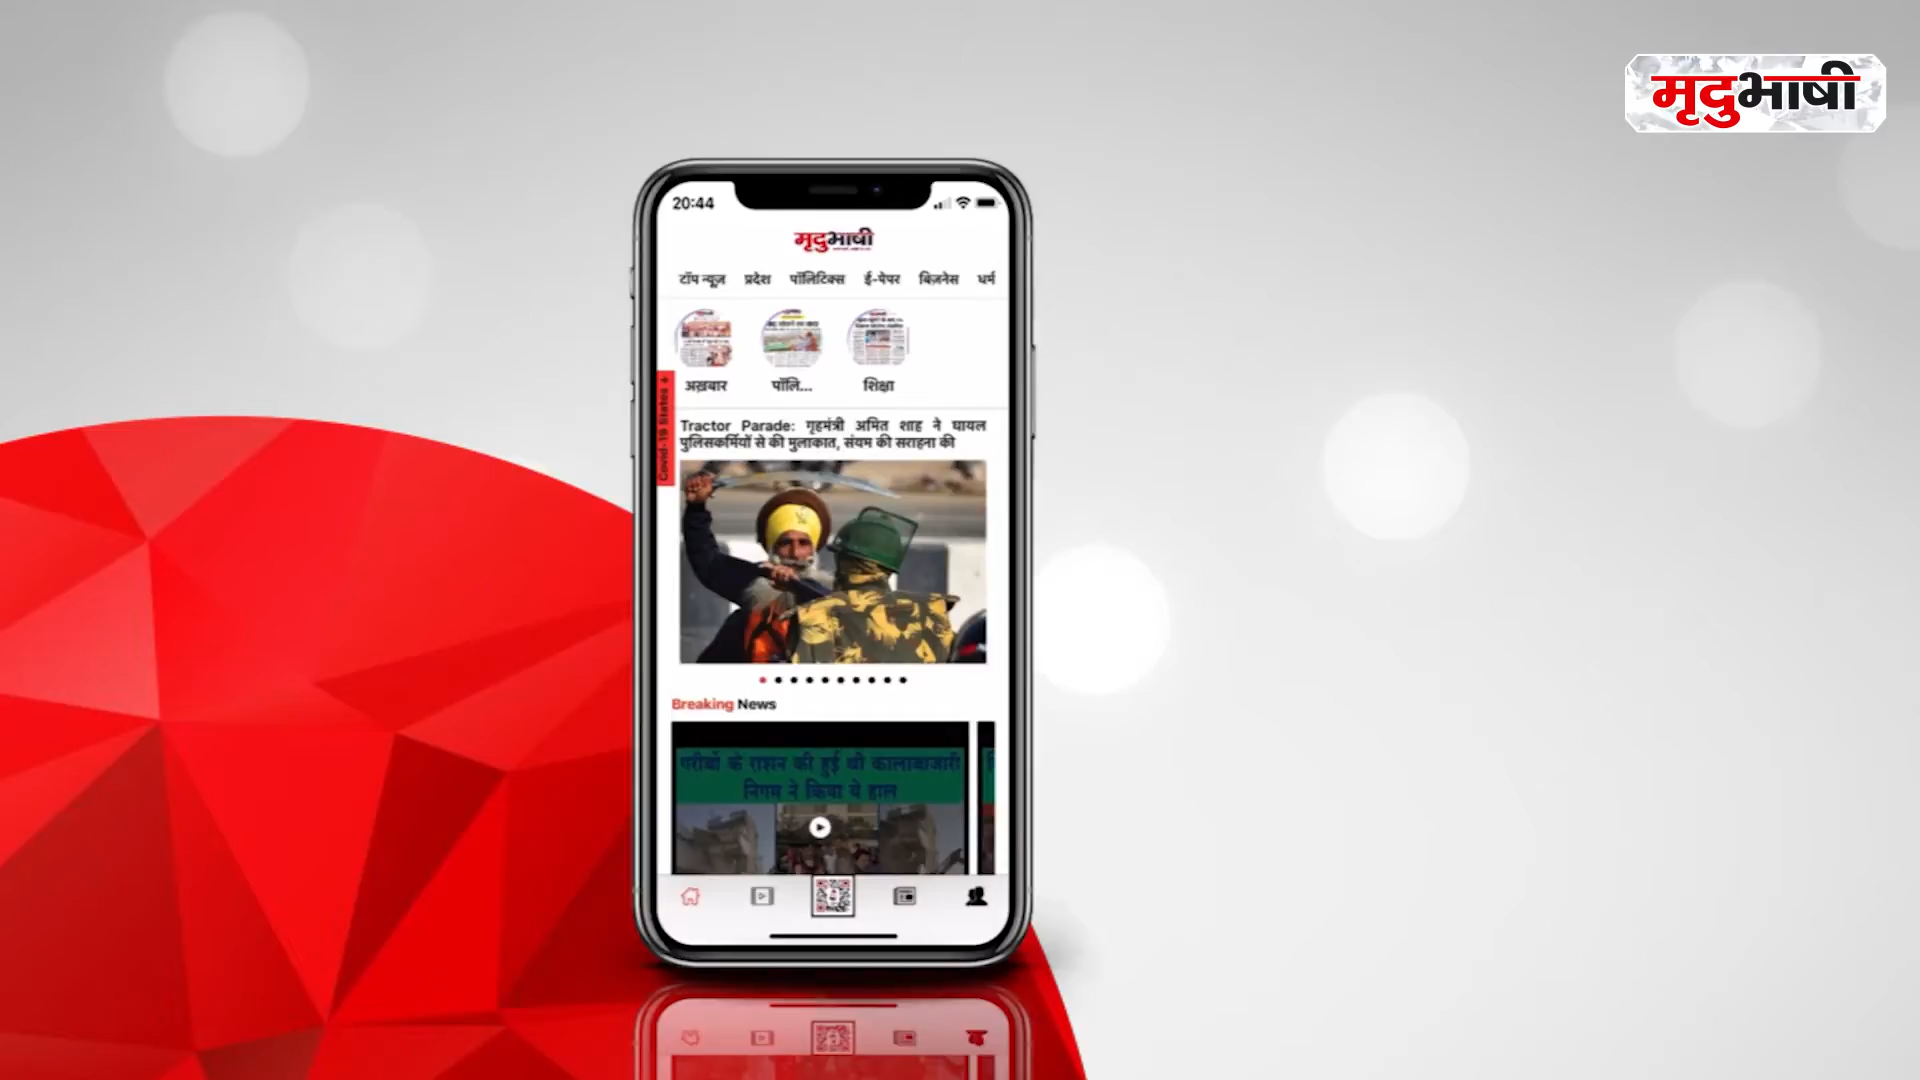 मृदुभाषी
20:44
मृदुभाषी
टॉप न्यूज़ प्रदेश पॉलिटिक्स ई-पेपर बिज़नेस धर्म
अख़बार पॉलि... शिक्षा
Covid-19 States +
Tractor Parade: गृहमंत्री अमित शाह ने घायल
पुलिसकर्मियों से की मुलाकात, संयम की सराहना की
Breaking News
गरीबों के राशन की हुई थी कालाबाजारी
निगम ने किया ये हाल